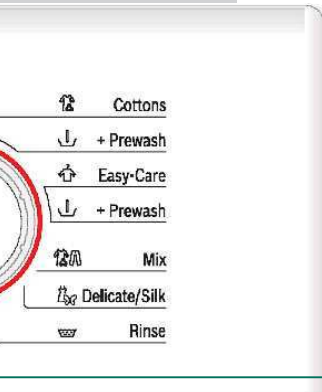 Cottons
+ Prewash
Easy-Care
+ Prewash
Mix
Delicate/Silk
Rinse